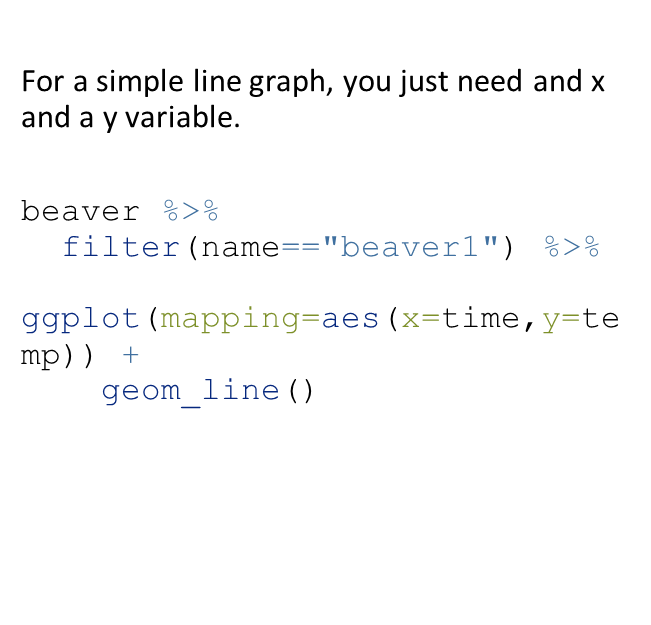 For a simple line graph, you just need and x
and a y variable.
beaver %>%
  filter(name=="beaver1") %>%
ggplot(mapping=aes(x=time,y=te
mp)) +
    geom_line()